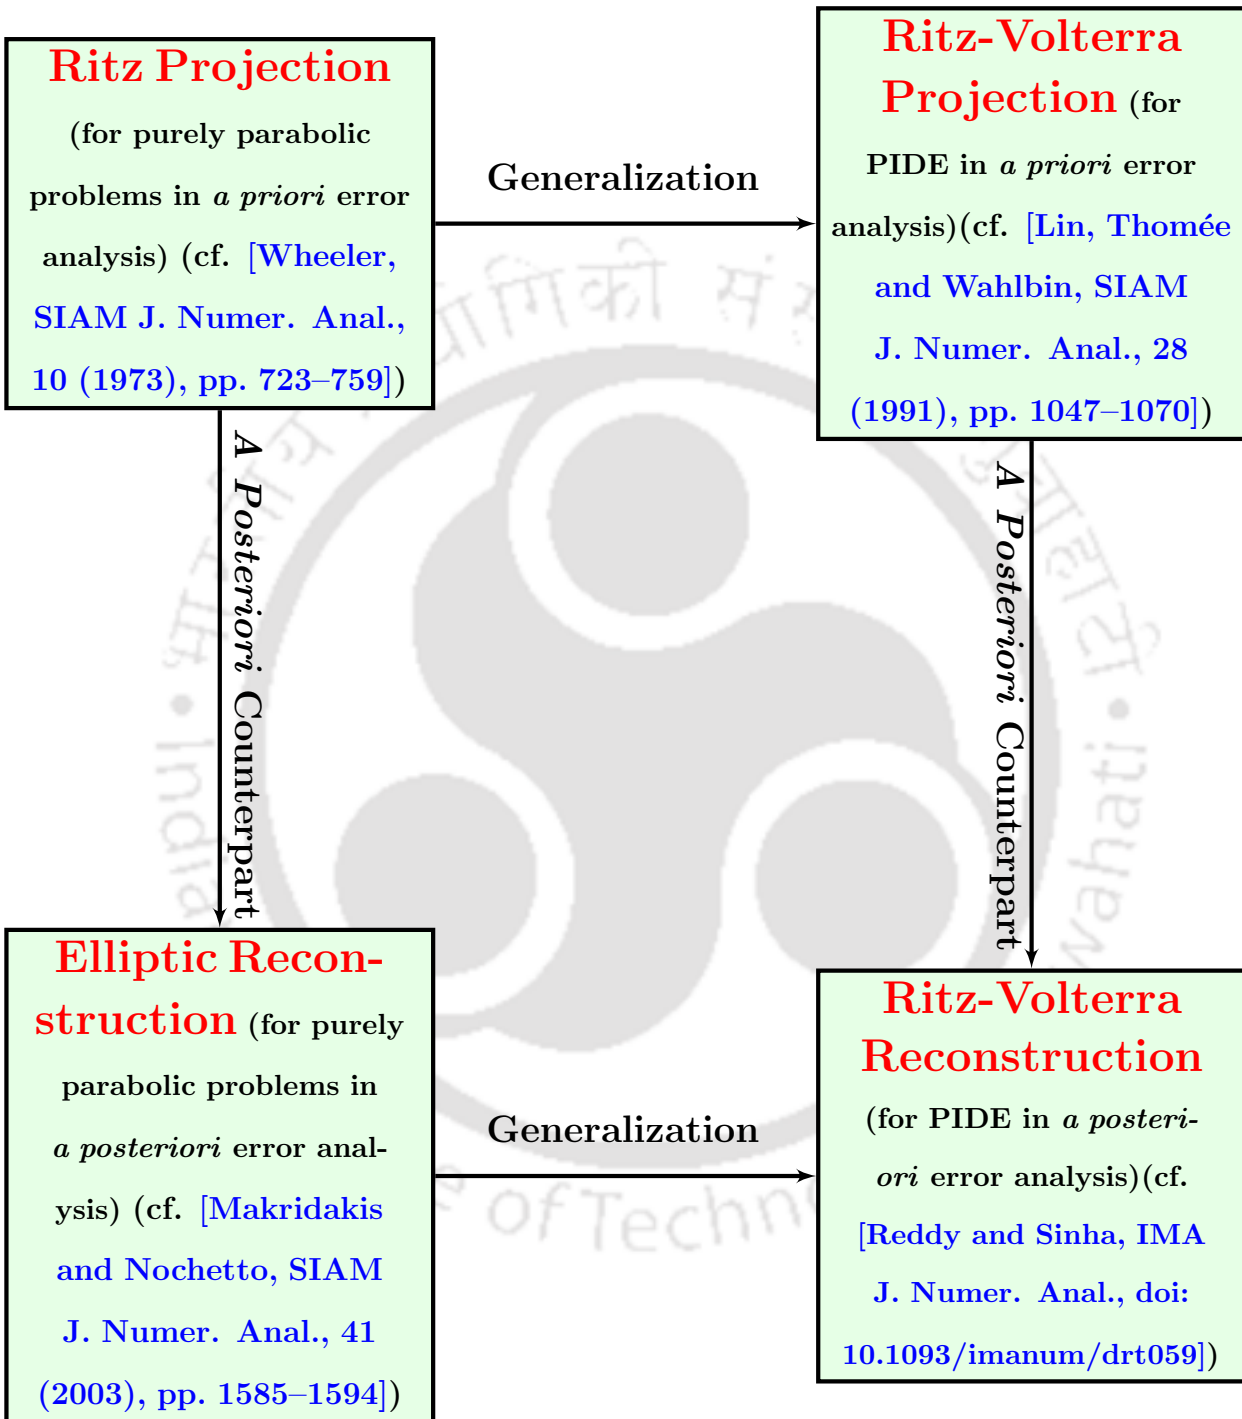 Ritz Projection
(for purely parabolic
problems in a priori error
analysis) (cf. [Wheeler,
SIAM J. Numer. Anal.,
10 (1973), pp. 723–759])
Generalization
Ritz-Volterra
Projection (for
PIDE in a priori error
analysis)(cf. [Lin, Thomée
and Wahlbin, SIAM
J. Numer. Anal., 28
(1991), pp. 1047–1070])
A Posteriori Counterpart
A Posteriori Counterpart
Elliptic Recon-
struction (for purely
parabolic problems in
a posteriori error anal-
ysis) (cf. [Makridakis
and Nochetto, SIAM
J. Numer. Anal., 41
(2003), pp. 1585–1594])
Generalization
Ritz-Volterra
Reconstruction
(for PIDE in a posteri-
ori error analysis)(cf.
[Reddy and Sinha, IMA
J. Numer. Anal., doi:
10.1093/imanum/drt059])
of Techn
wahati
India